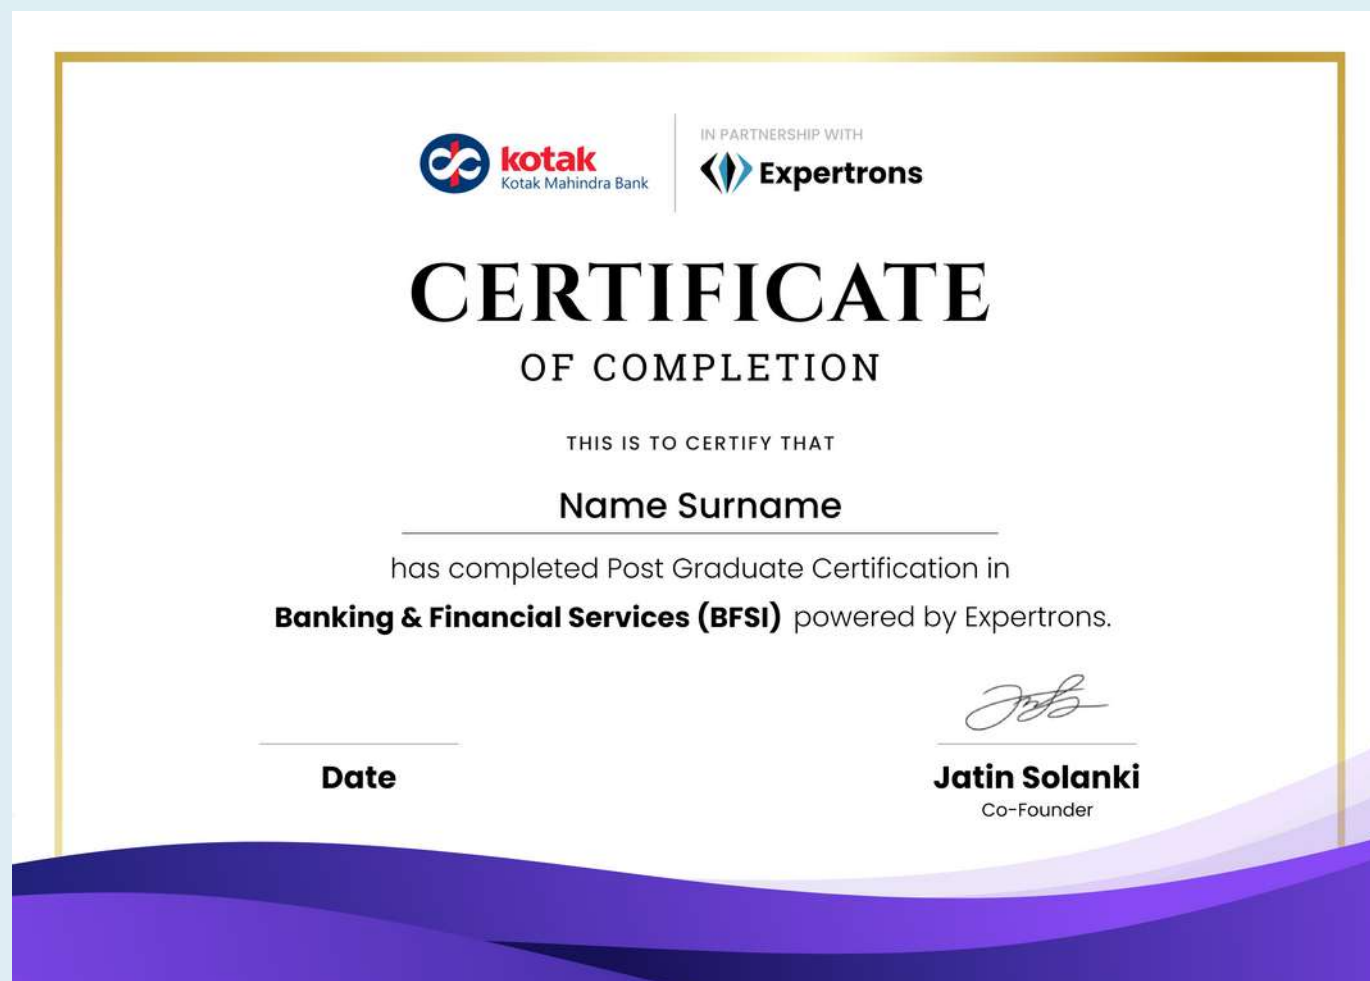 kotak
Kotak Mahindra Bank
IN PARTNERSHIP WITH
Expertrons
CERTIFICATE
OF COMPLETION
THIS IS TO CERTIFY THAT
Name Surname
has completed Post Graduate Certification in
Banking & Financial Services (BFSI) powered by Expertrons.
Date
Jatin Solanki
Co-Founder